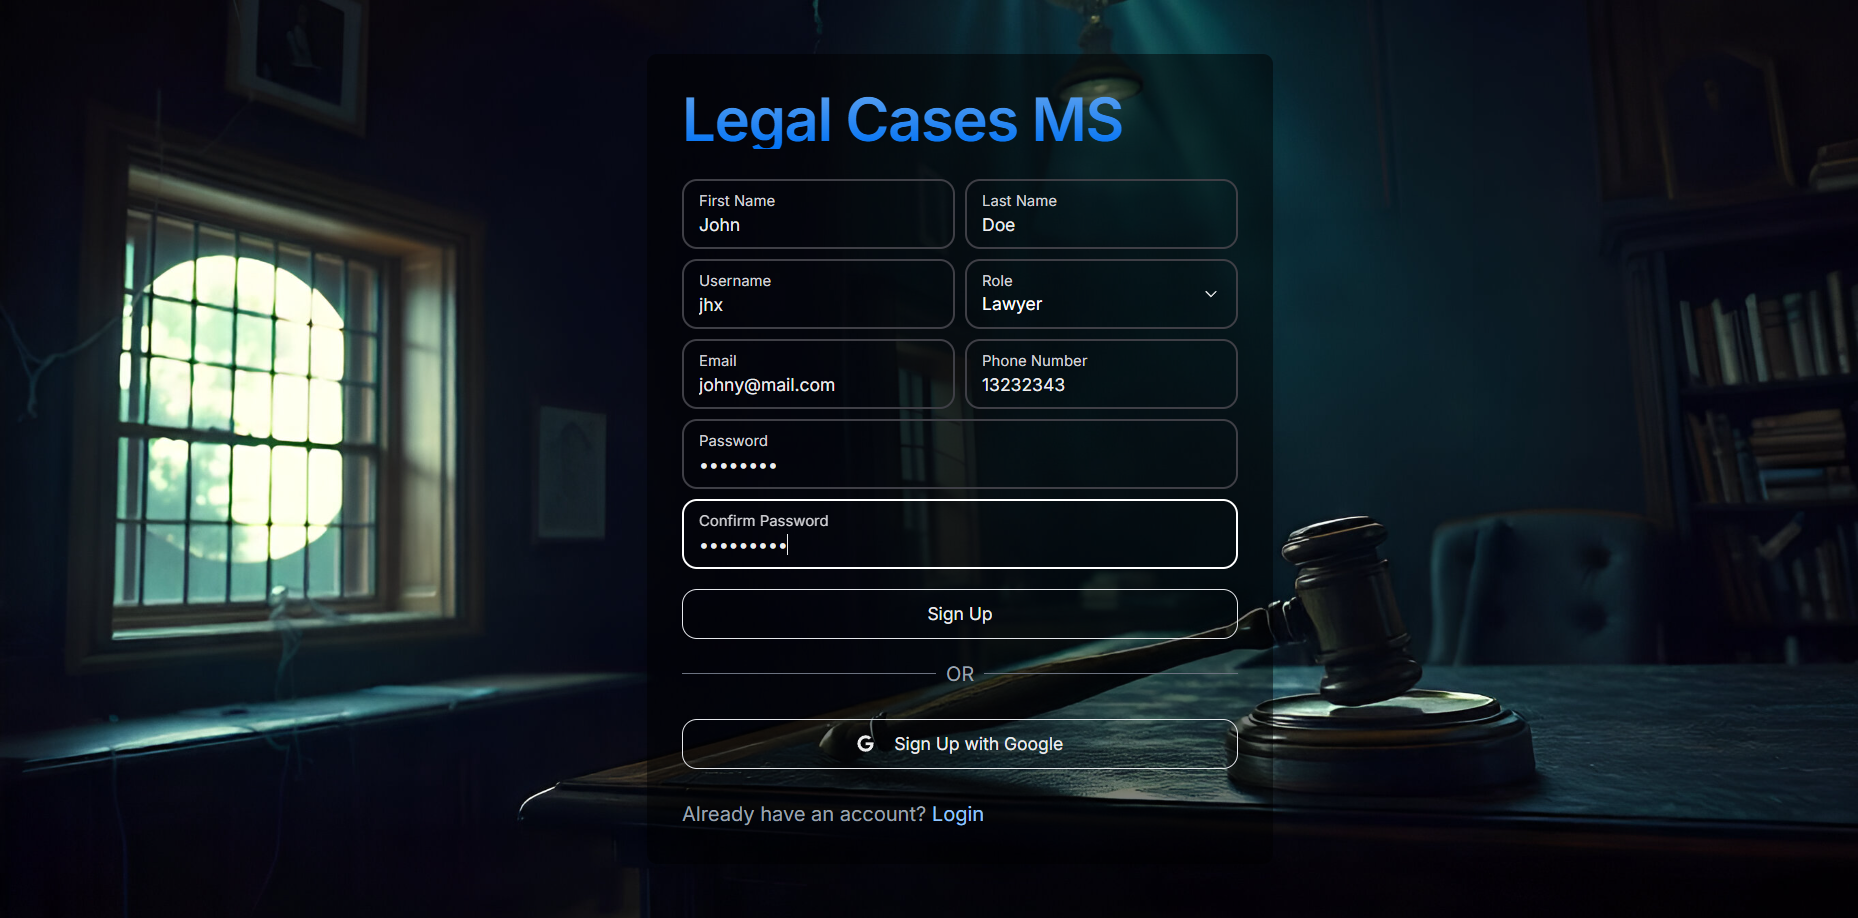 Legal Cases MS
First Name
John
Last Name
Doe
Username
jhx
Role
Lawyer
Email
johny@mail.com
Phone Number
13232343
Password
••••••••
Confirm Password
•••••••••
Sign Up
OR
G Sign Up with Google
Already have an account? Login